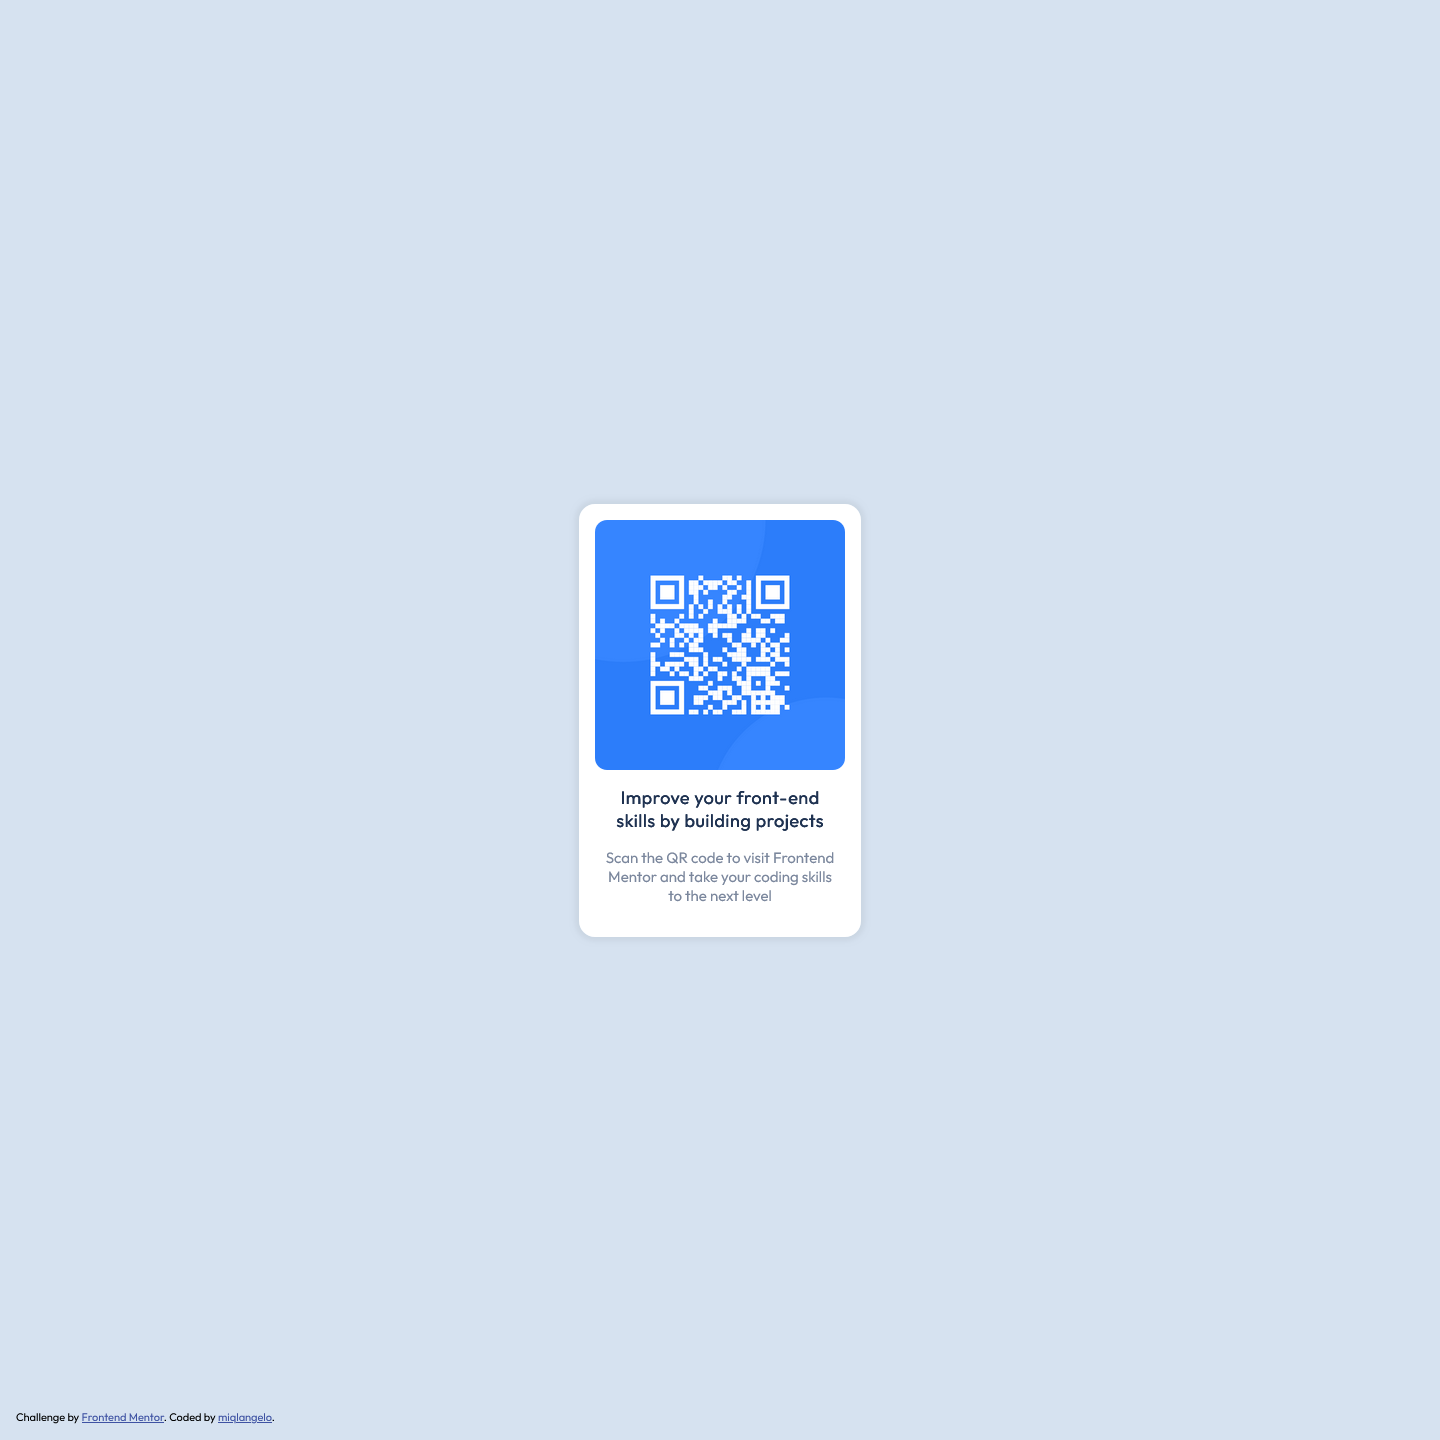 Improve your front-end
skills by building projects
Scan the QR code to visit Frontend
Mentor and take your coding skills
to the next level
Challenge by Frontend Mentor. Coded by miqlangelo.